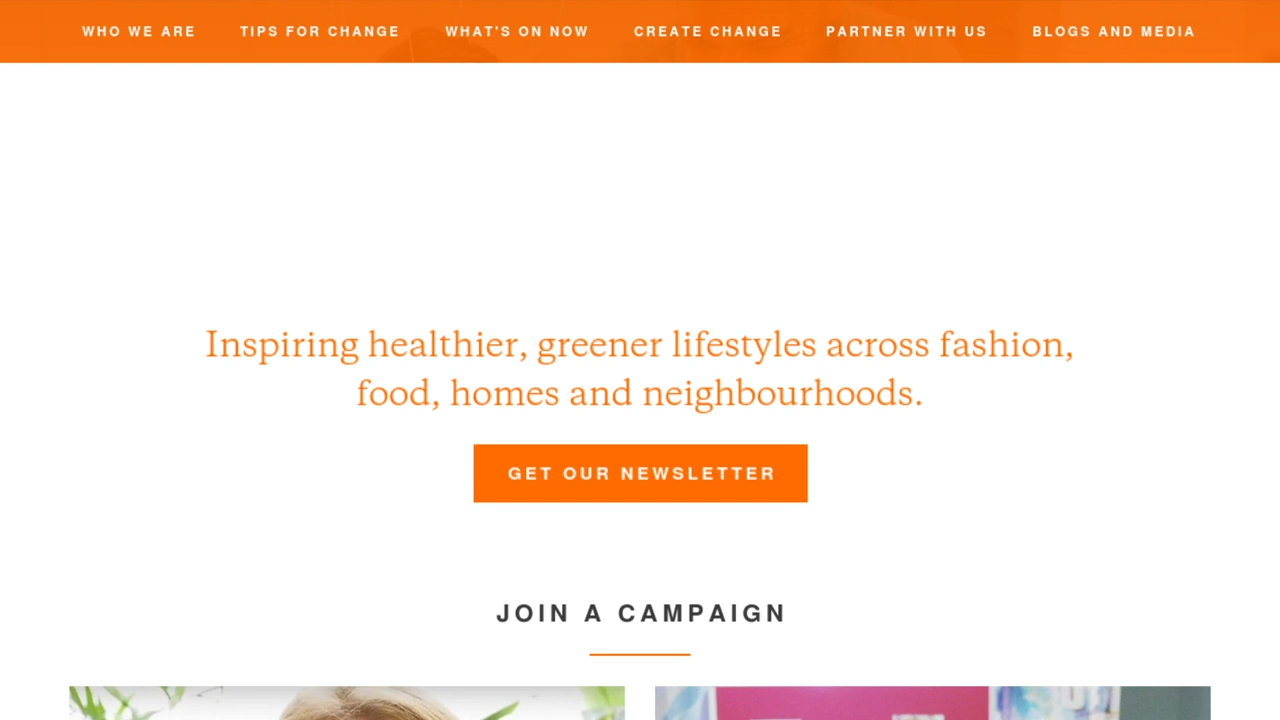 WHO WE ARE
TIPS FOR CHANGE
WHAT'S ON NOW
CREATE CHANGE
PARTNER WITH US
BLOGS AND MEDIA
Inspiring healthier, greener lifestyles across fashion,
food, homes and neighbourhoods.
GET OUR NEWSLETTER
JOIN A CAMPAIGN